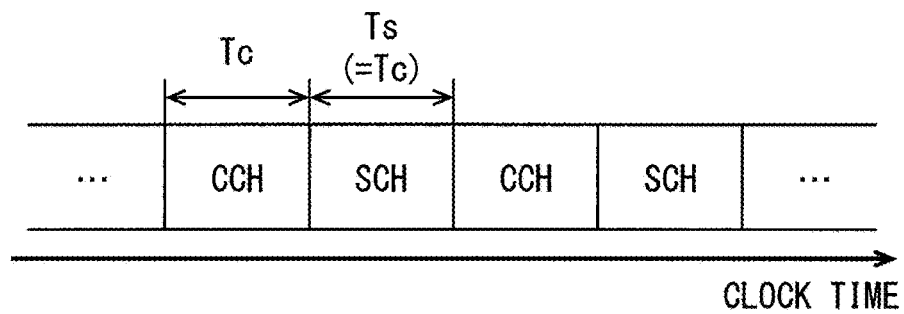 Tc
Ts
(=Tc)
... CCH SCH CCH SCH ...
CLOCK TIME